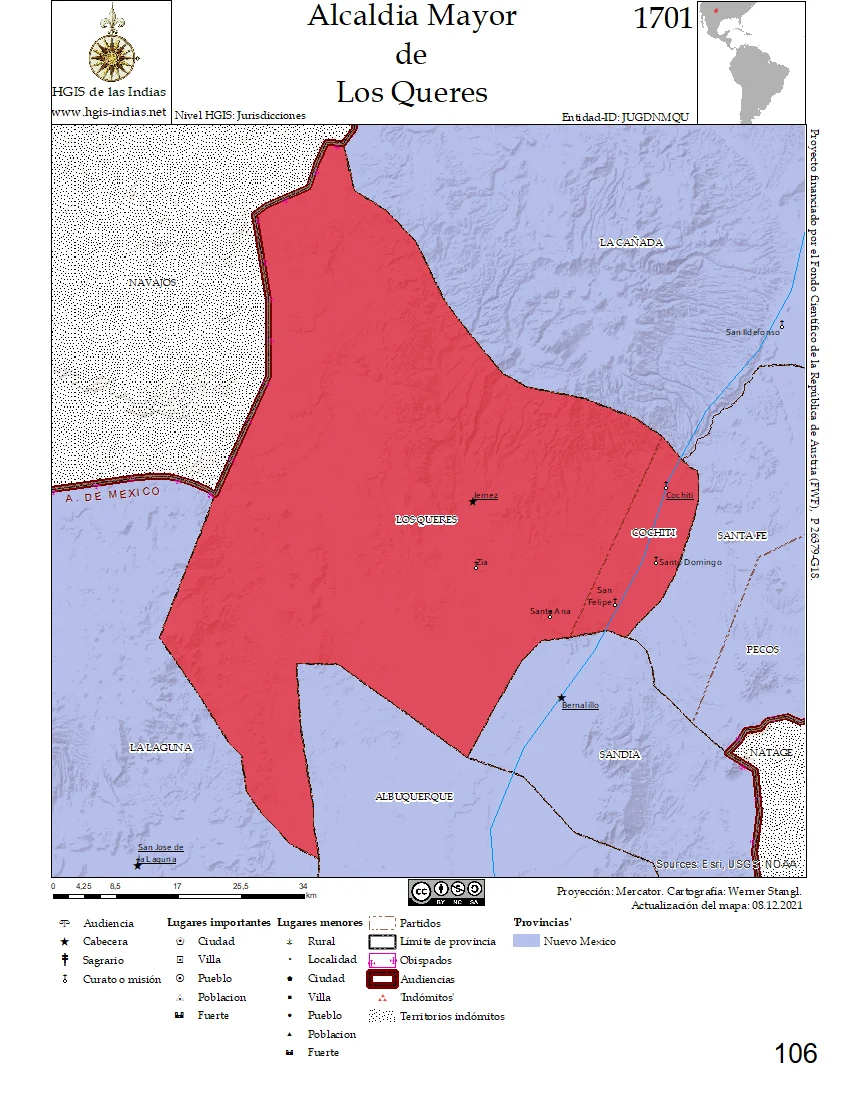 Alcaldia Mayor
de
Los Queres
1701
HGIS de las Indias
www.hgis-indias.net
Nivel HGIS: Jurisdicciones
Entidad-ID: JUGDNMQU
Proyecto financiado por el Fondo Científico de la República de Austria (FWF), P 26379-G18.
LA CAÑADA
NAVAJOS
San Ildefonso
A. DE MEXICO
Jemez
Cochiti
LOS QUERES
COCHITI
SANTA FE
Zia
Santo Domingo
San
Felipe
Santa Ana
PECOS
Bernalillo
LA LAGUNA
SANDIA
NATAGE
ALBUQUERQUE
San Jose de
la Laguna
Sources: Esri, USGS, NOAA
0 4,25 8,5 17 25,5 34
km
CC BY NC SA
Proyección: Mercator. Cartografía: Werner Stangl.
Actualización del mapa: 08.12.2021
Audiencia
Cabecera
Sagrario
Curato o misión
Lugares importantes
Ciudad
Villa
Pueblo
Poblacion
Fuerte
Lugares menores
Rural
Localidad
Ciudad
Villa
Pueblo
Poblacion
Fuerte
Partidos
Límite de provincia
Obispados
Audiencias
'Indómitos'
Territorios indómitos
'Provincias'
Nuevo Mexico
106